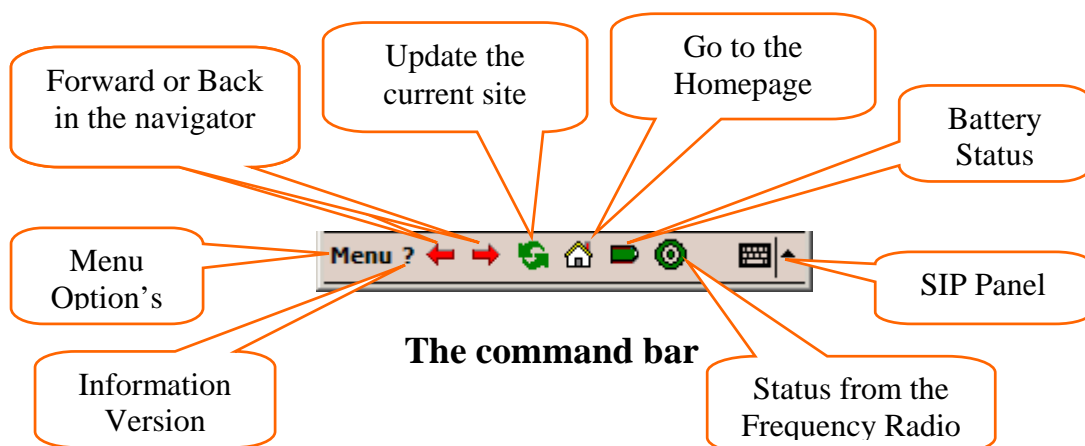 Forward or Back
in the navigator
Update the
current site
Go to the
Homepage
Battery
Status
Menu
Option's
Menu ?
SIP Panel
The command bar
Information
Version
Status from the
Frequency Radio